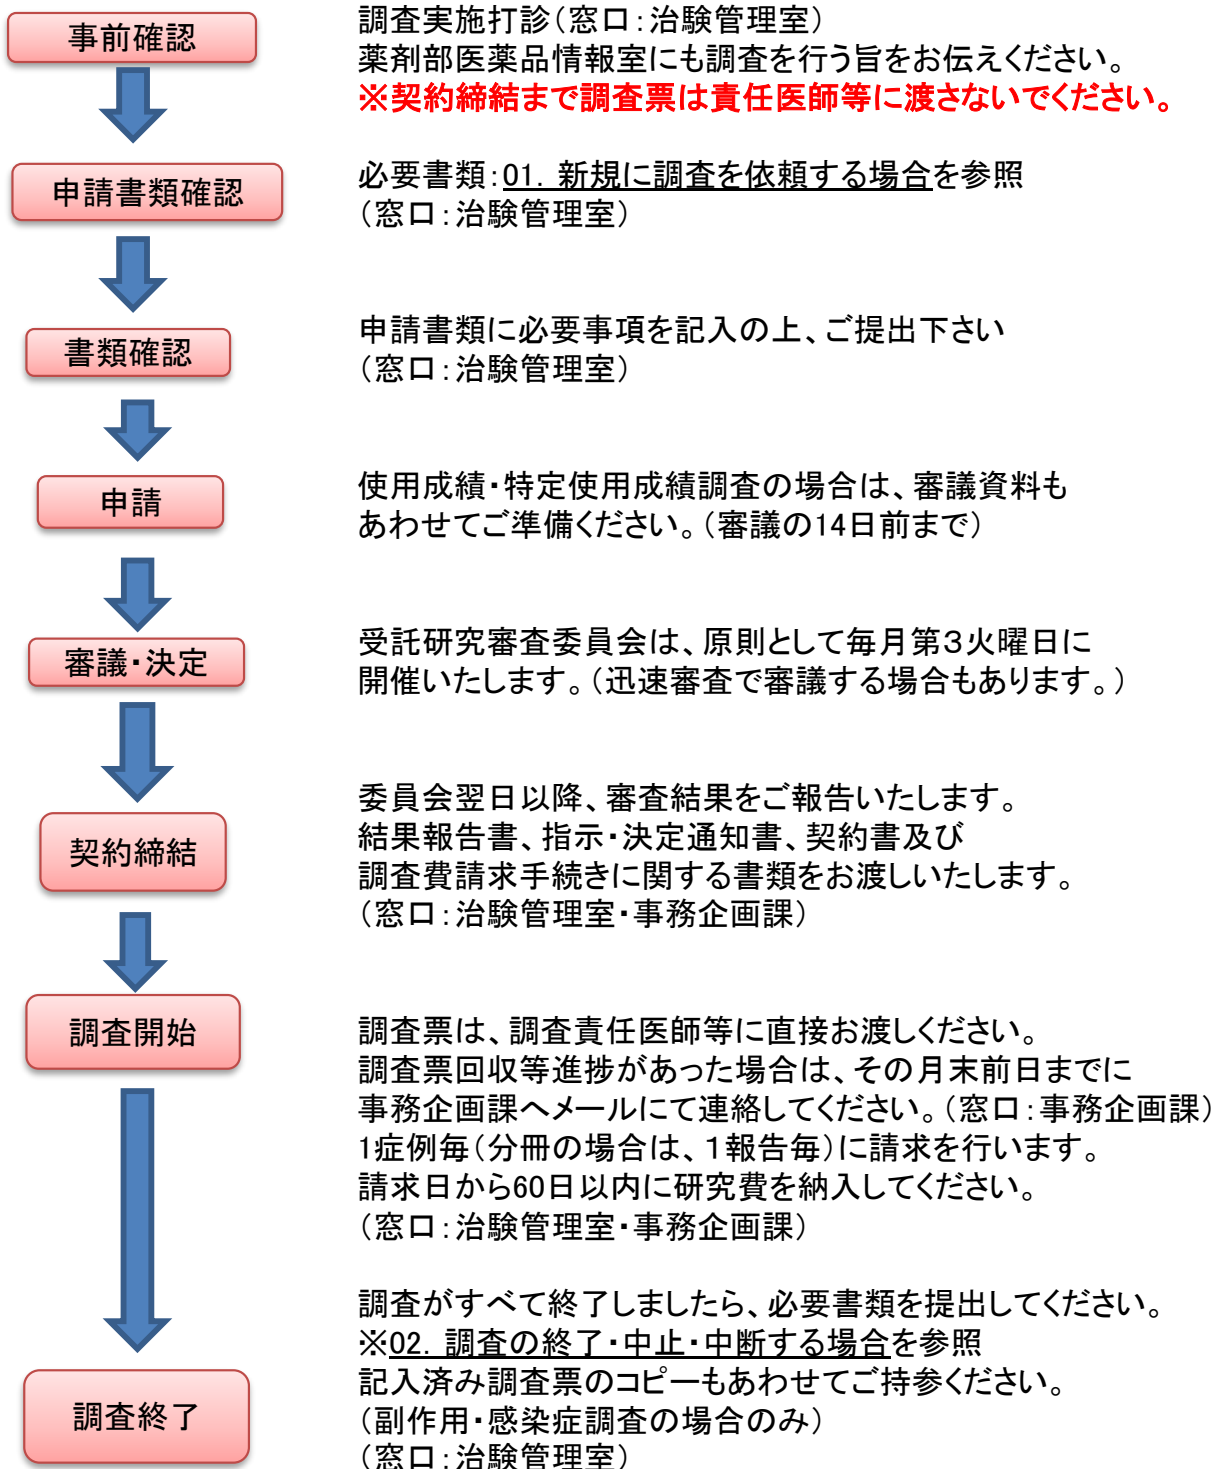 事前確認
調査実施打診（窓口：治験管理室）
薬剤部医薬品情報室にも調査を行う旨をお伝えください。
※契約締結まで調査票は責任医師等に渡さないでください。
申請書類確認
必要書類：01．新規に調査を依頼する場合を参照
（窓口：治験管理室）
書類確認
申請書類に必要事項を記入の上、ご提出下さい
（窓口：治験管理室）
申請
使用成績・特定使用成績調査の場合は、審議資料も
あわせてご準備ください。（審議の14日前まで）
審議・決定
受託研究審査委員会は、原則として毎月第３火曜日に
開催いたします。（迅速審査で審議する場合もあります。）
契約締結
委員会翌日以降、審査結果をご報告いたします。
結果報告書、指示・決定通知書、契約書及び
調査費請求手続きに関する書類をお渡しいたします。
（窓口：治験管理室・事務企画課）
調査開始
調査票は、調査責任医師等に直接お渡しください。
調査票回収等進捗があった場合は、その月末前日までに
事務企画課へメールにて連絡してください。（窓口：事務企画課）
1症例毎（分冊の場合は、１報告毎）に請求を行います。
請求日から60日以内に研究費を納入してください。
（窓口：治験管理室・事務企画課）
調査終了
調査がすべて終了しましたら、必要書類を提出してください。
※02．調査の終了・中止・中断する場合を参照
記入済み調査票のコピーもあわせてご持参ください。
（副作用・感染症調査の場合のみ）
（窓口：治験管理室）